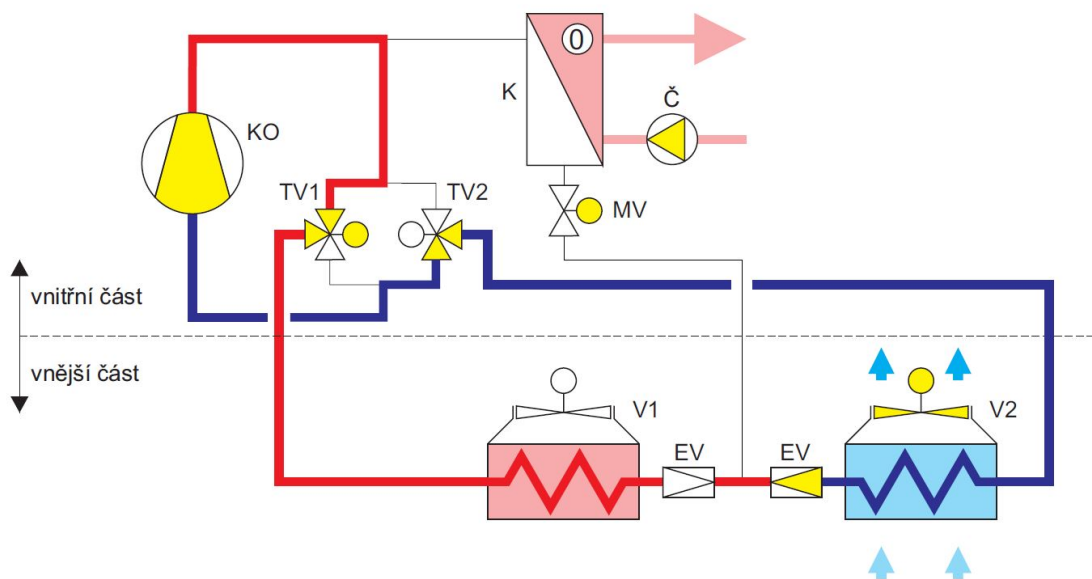 0
K
Č
KO
TV1
TV2
MV
vnitřní část
vnější část
V1
V2
EV
EV